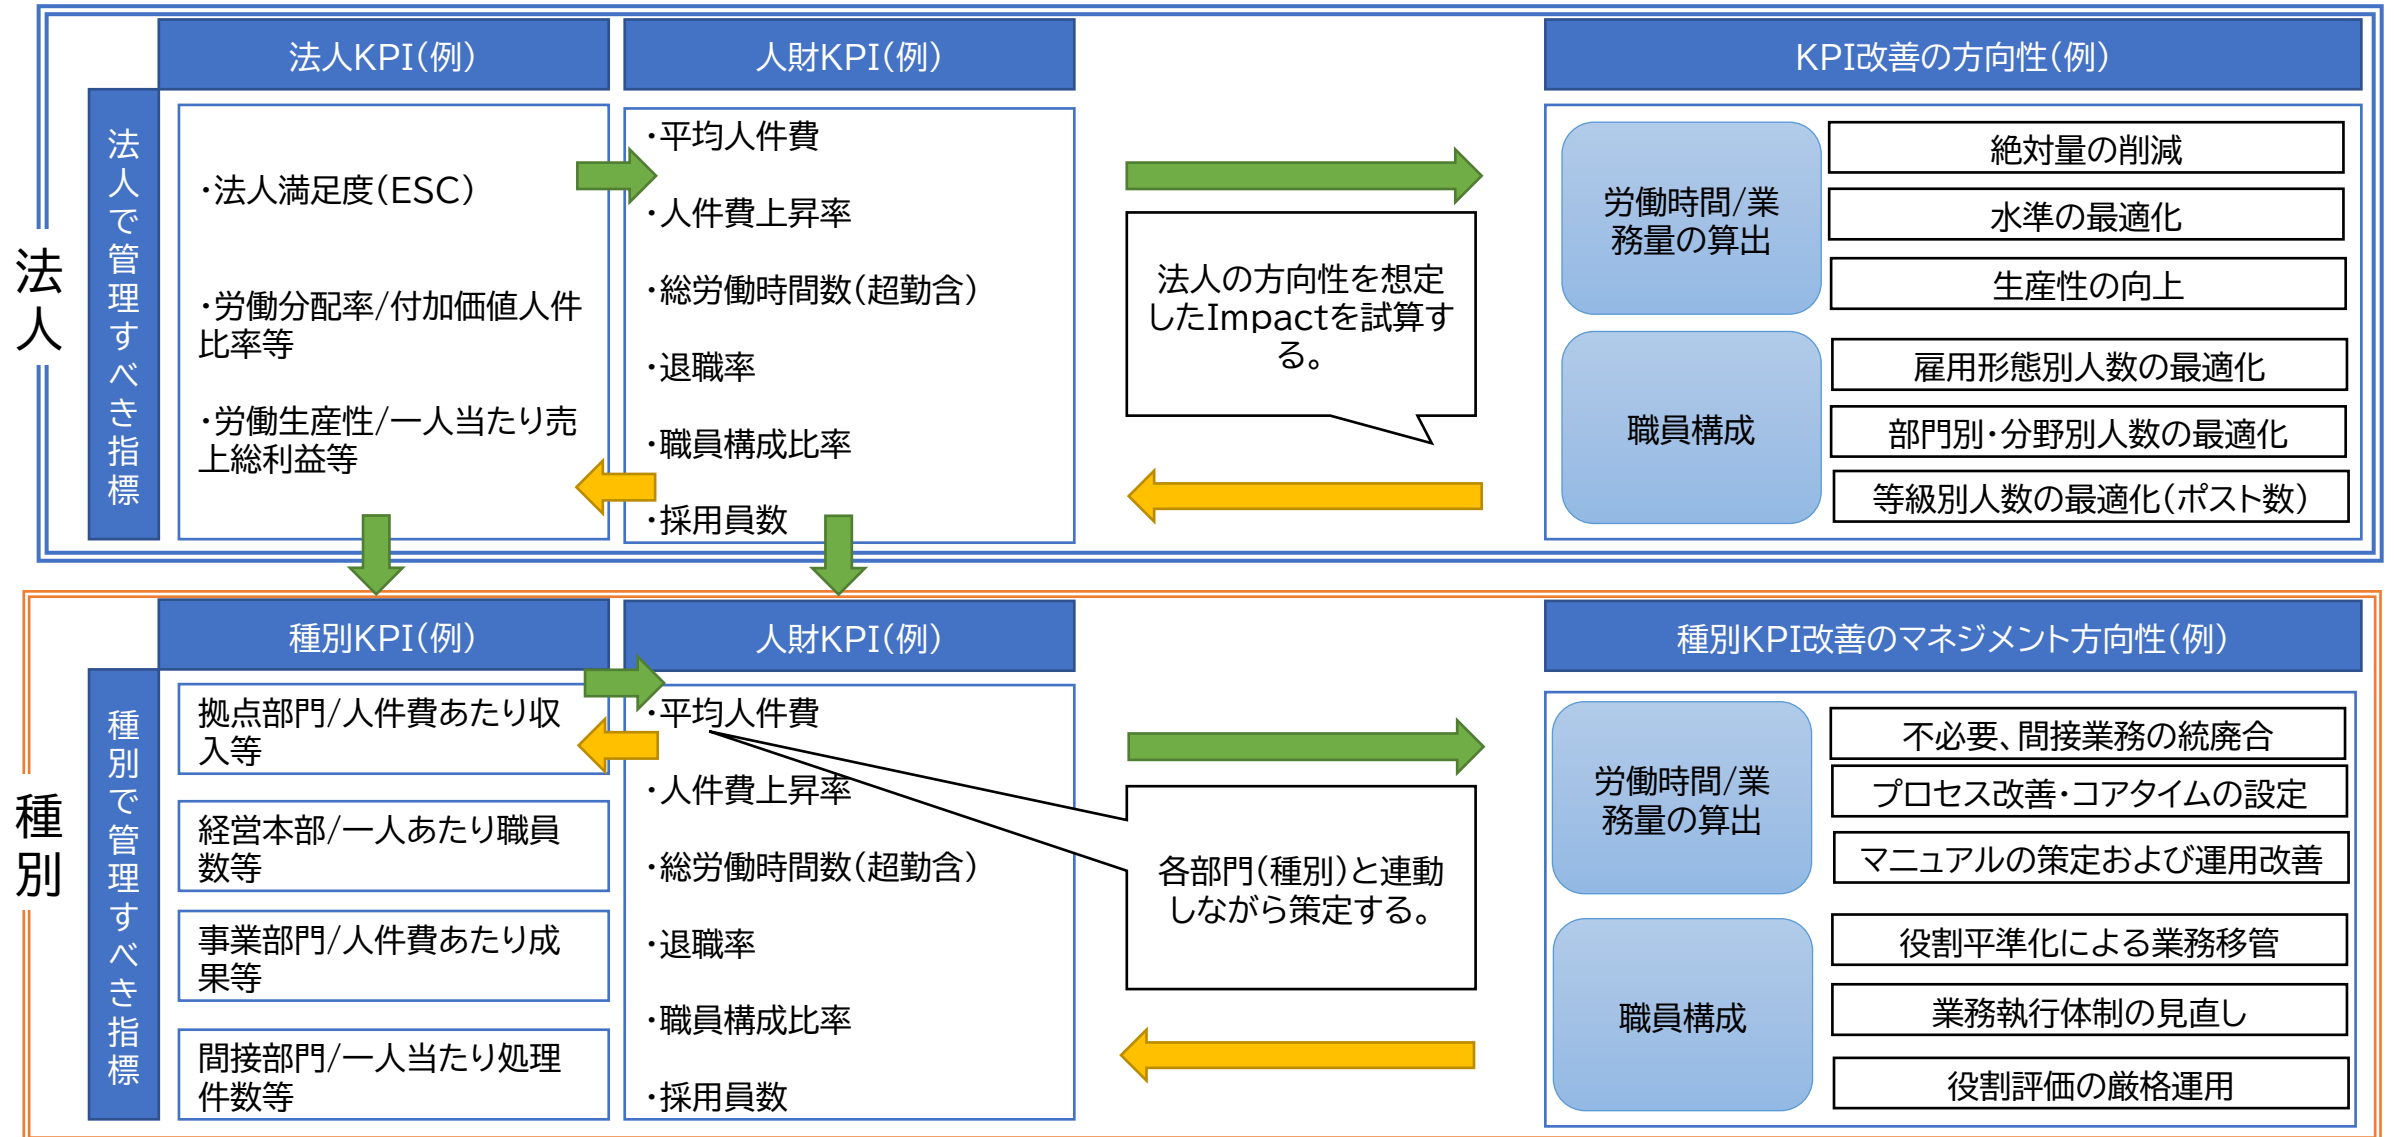 法人KPI(例)
人財KPI(例)
KPI改善の方向性(例)
法人
法人で管理すべき指標
・法人満足度(ESC)
・労働分配率/付加価値人件
比率等
・労働生産性/一人当たり売
上総利益等
・平均人件費
・人件費上昇率
・総労働時間数(超勤含)
・退職率
・職員構成比率
・採用員数
法人の方向性を想定
したImpactを試算す
る。
労働時間/業
務量の算出
絶対量の削減
水準の最適化
生産性の向上
職員構成
雇用形態別人数の最適化
部門別・分野別人数の最適化
等級別人数の最適化(ポスト数)
種別KPI(例)
人財KPI(例)
種別KPI改善のマネジメント方向性(例)
種別
種別で管理すべき指標
拠点部門/人件費あたり収
入等
経営本部/一人あたり職員
数等
事業部門/人件費あたり成
果等
間接部門/一人当たり処理
件数等
・平均人件費
・人件費上昇率
・総労働時間数(超勤含)
・退職率
・職員構成比率
・採用員数
各部門(種別)と連動
しながら策定する。
労働時間/業
務量の算出
不必要、間接業務の統廃合
プロセス改善・コアタイムの設定
マニュアルの策定および運用改善
職員構成
役割平準化による業務移管
業務執行体制の見直し
役割評価の厳格運用